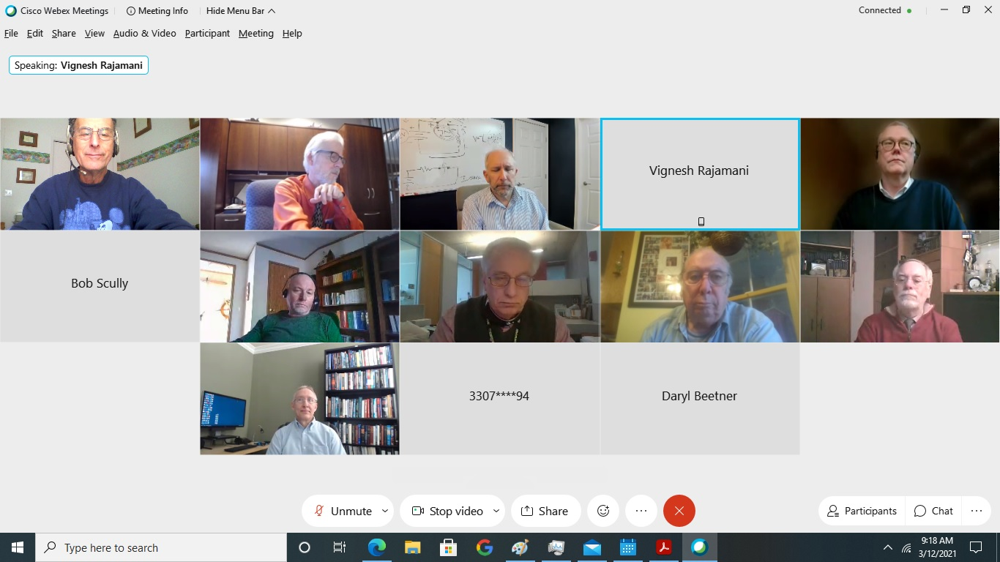 Cisco Webex Meetings
Meeting Info
Hide Menu Bar
Connected
File Edit Share View Audio & Video Participant Meeting Help
Speaking: Vignesh Rajamani
Vignesh Rajamani
Bob Scully
3307****94
Daryl Beetner
Unmute
Stop video
Share
Participants
Chat
Type here to search
9:18 AM
3/12/2021